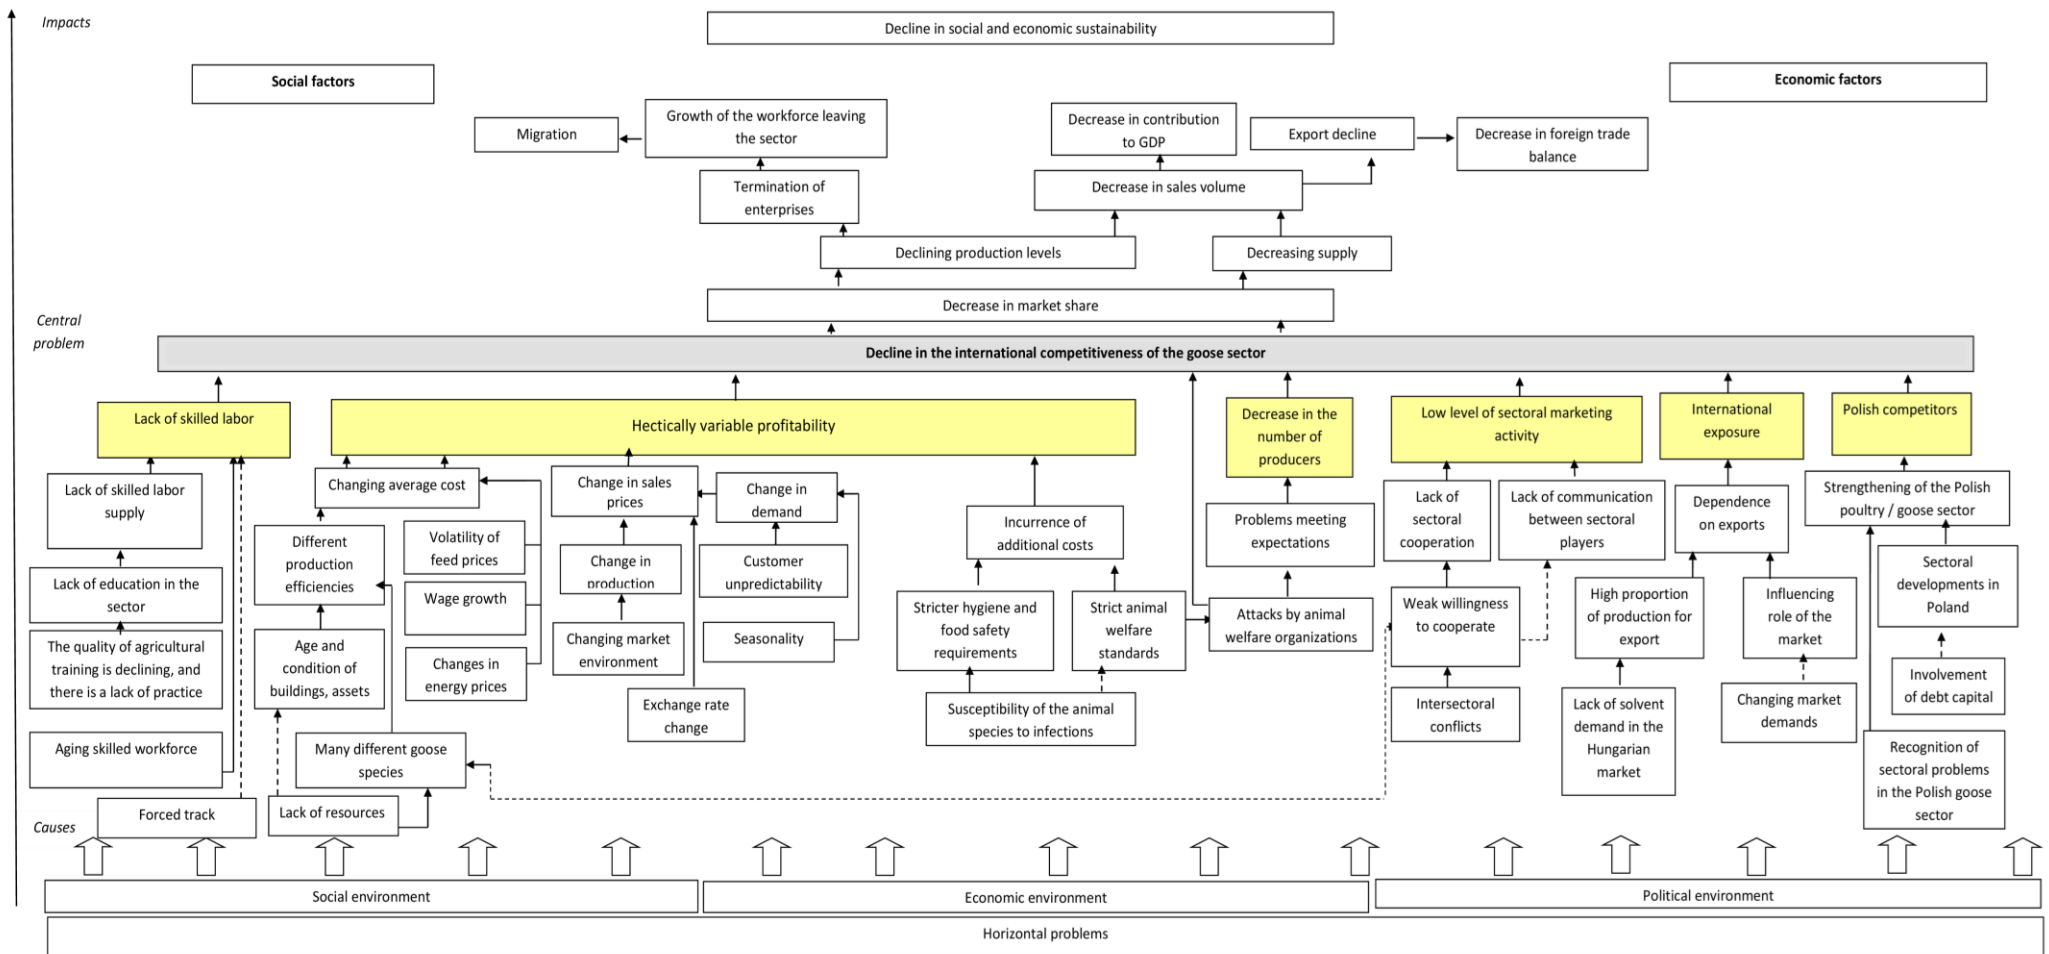 Impacts
Decline in social and economic sustainability
Social factors
Economic factors
Migration
Growth of the workforce leaving
the sector
Decrease in contribution
to GDP
Export decline
Decrease in foreign trade
balance
Termination of
enterprises
Decrease in sales volume
Declining production levels
Decreasing supply
Decrease in market share
Central
problem
Decline in the international competitiveness of the goose sector
Lack of skilled labor
Hectically variable profitability
Decrease in the
number of
producers
Low level of sectoral marketing
activity
International
exposure
Polish competitors
Lack of skilled labor
supply
Changing average cost
Change in sales
prices
Change in
demand
Incurrence of
additional costs
Problems meeting
expectations
Lack of
sectoral
cooperation
Lack of communication
between sectoral
players
Dependence
on exports
Strengthening of the Polish
poultry / goose sector
Different
production
efficiencies
Volatility of
feed prices
Change in
production
Customer
unpredictability
Sectoral
developments in
Poland
Lack of education in the
sector
Wage growth
Stricter hygiene and
food safety
requirements
Strict animal
welfare
standards
Attacks by animal
welfare organizations
Weak willingness
to cooperate
High proportion
of production for
export
Influencing
role of the
market
The quality of agricultural
training is declining, and
there is a lack of practice
Age and
condition of
buildings, assets
Changes in
energy prices
Changing market
environment
Seasonality
Involvement
of debt capital
Exchange rate
change
Susceptibility of the animal
species to infections
Intersectoral
conflicts
Lack of solvent
demand in the
Hungarian
market
Changing market
demands
Aging skilled workforce
Many different goose
species
Recognition of
sectoral problems
in the Polish goose
sector
Forced track
Lack of resources
Causes
Social environment
Economic environment
Political environment
Horizontal problems